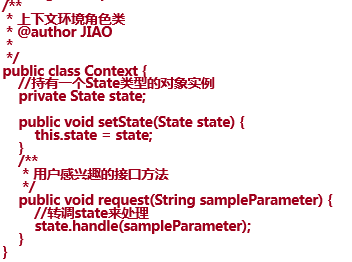 /**
 * 上下文环境角色类
 * @author JIAO
 *
 */
public class Context {
    //持有一个State类型的对象实例
    private State state;
    public void setState(State state) {
        this.state = state;
    }
    /**
     * 用户感兴趣的接口方法
     */
    public void request(String sampleParameter) {
        //转调state来处理
        state.handle(sampleParameter);
    }
}